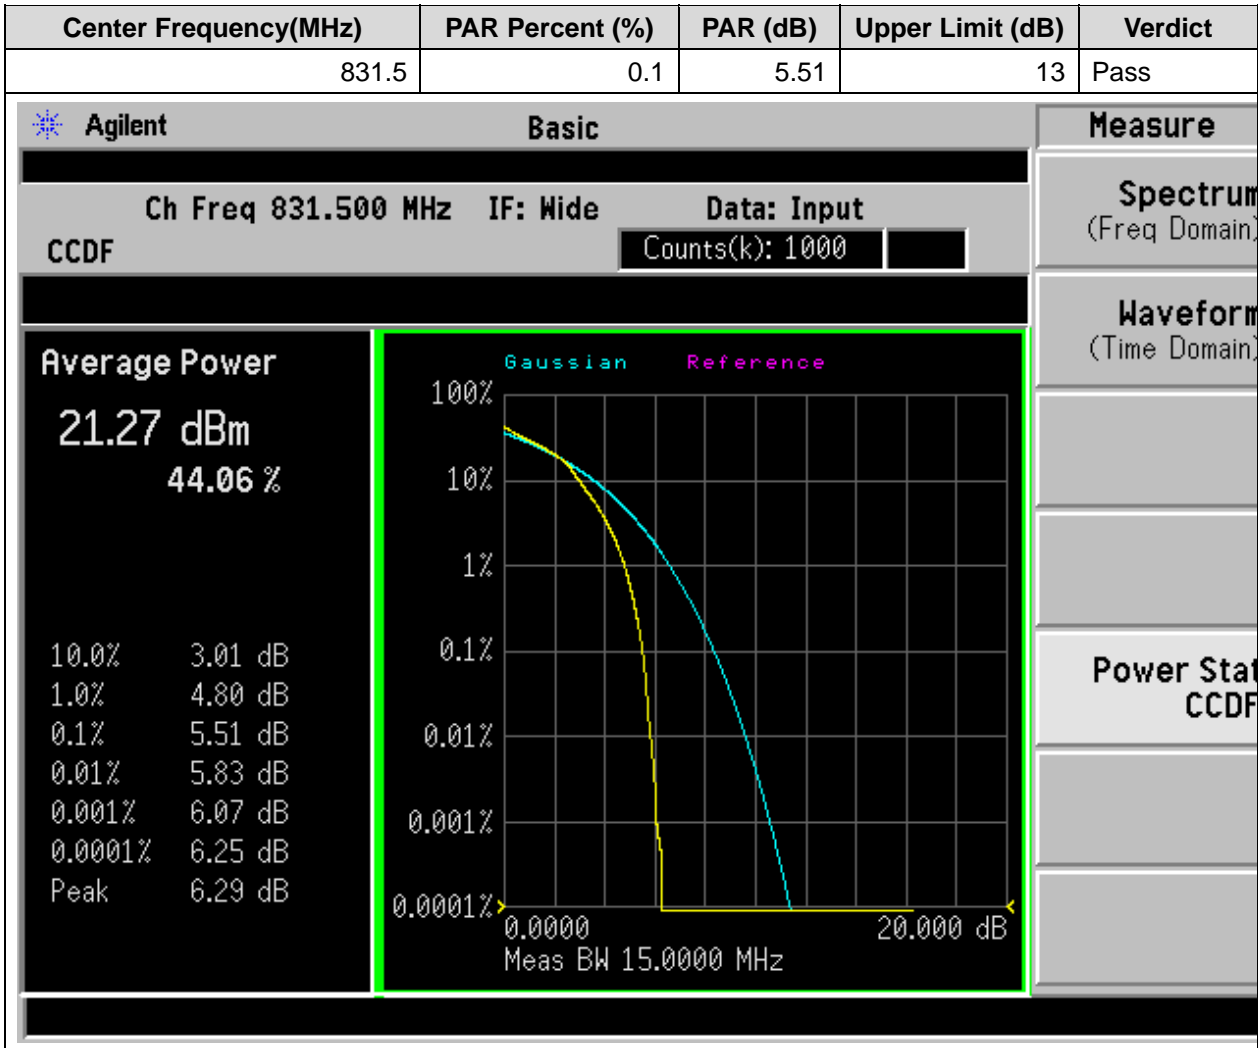 Center Frequency(MHz) PAR Percent (%) PAR (dB) Upper Limit (dB) Verdict
831.5 0.1 5.51 13 Pass
Agilent Basic Measure
Ch Freq 831.500 MHz IF: Wide Data: Input
CCDF Counts(k): 1000
Spectrum
(Freq Domain)
Waveform
(Time Domain)
Power Stat
CCDF
Average Power
21.27 dBm
44.06 %
10.0% 3.01 dB
1.0% 4.80 dB
0.1% 5.51 dB
0.01% 5.83 dB
0.001% 6.07 dB
0.0001% 6.25 dB
Peak 6.29 dB
Gaussian Reference
100%
10%
1%
0.1%
0.01%
0.001%
0.0001%
0.0000 20.000 dB
Meas BW 15.0000 MHz